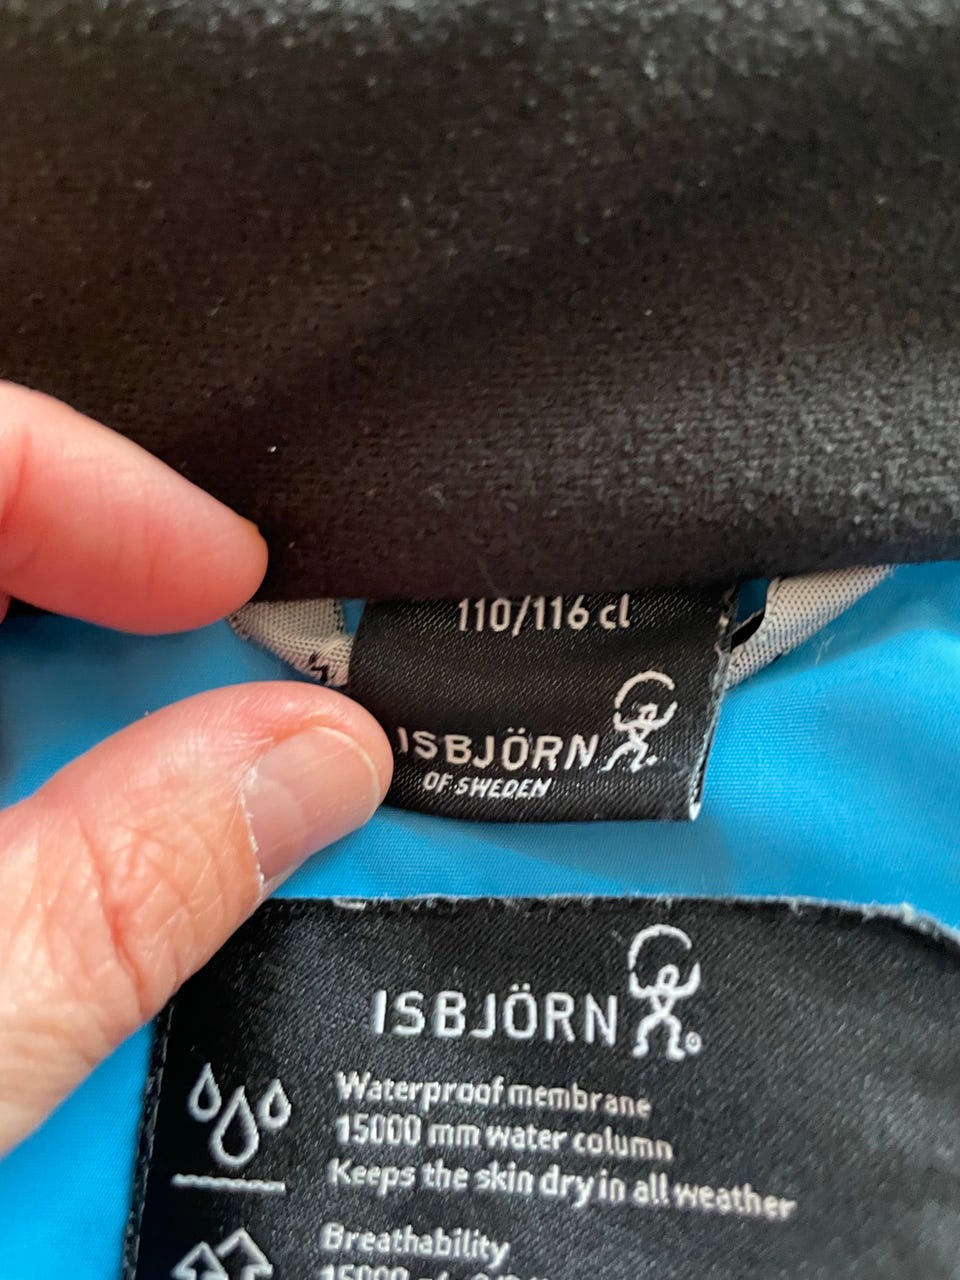 110/116 cl
ISBJÖRN
OF SWEDEN
ISBJÖRN
Waterproof membrane
15000 mm water column
Keeps the skin dry in all weather
Breathability
15000